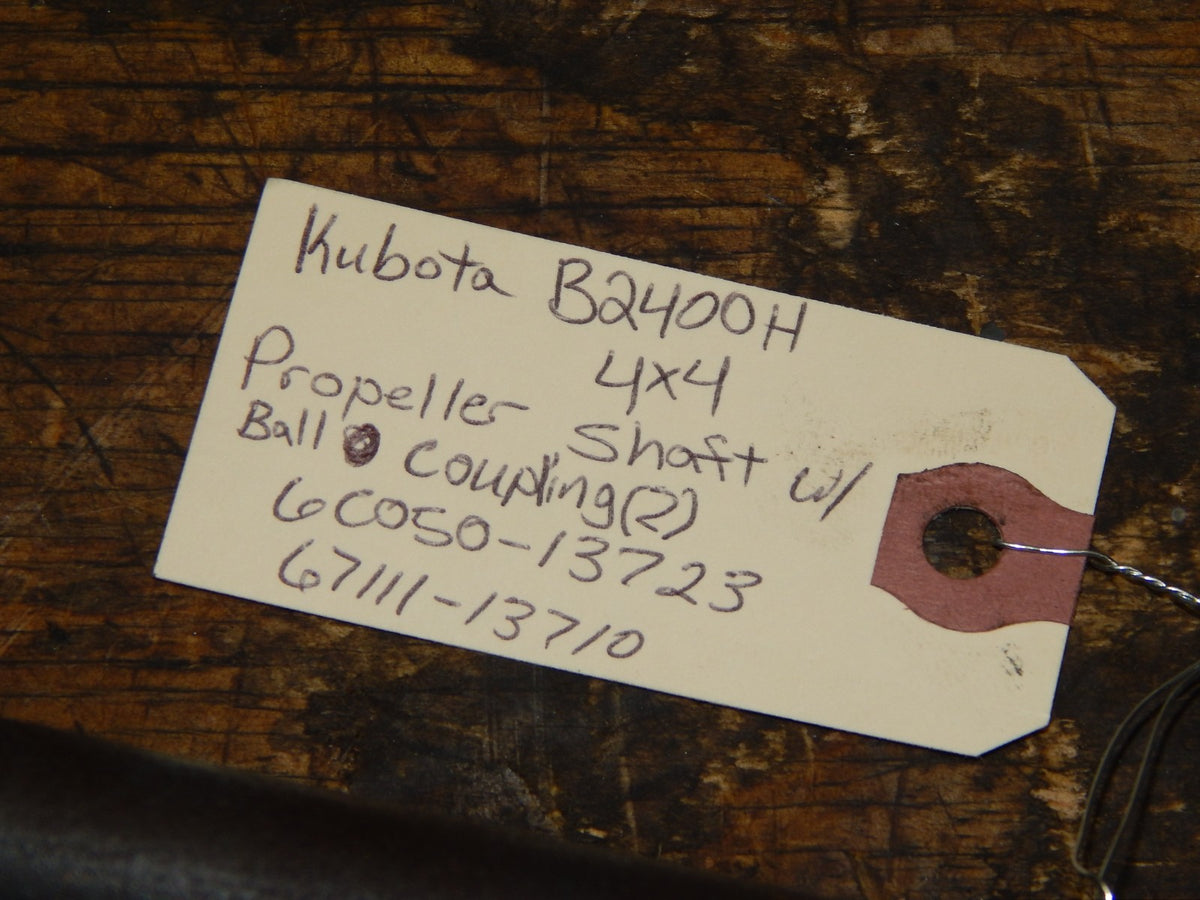 Kubota B2400H
4x4
Propeller Shaft w/
Ball Coupling(2)
6C050-13723
67111-13710